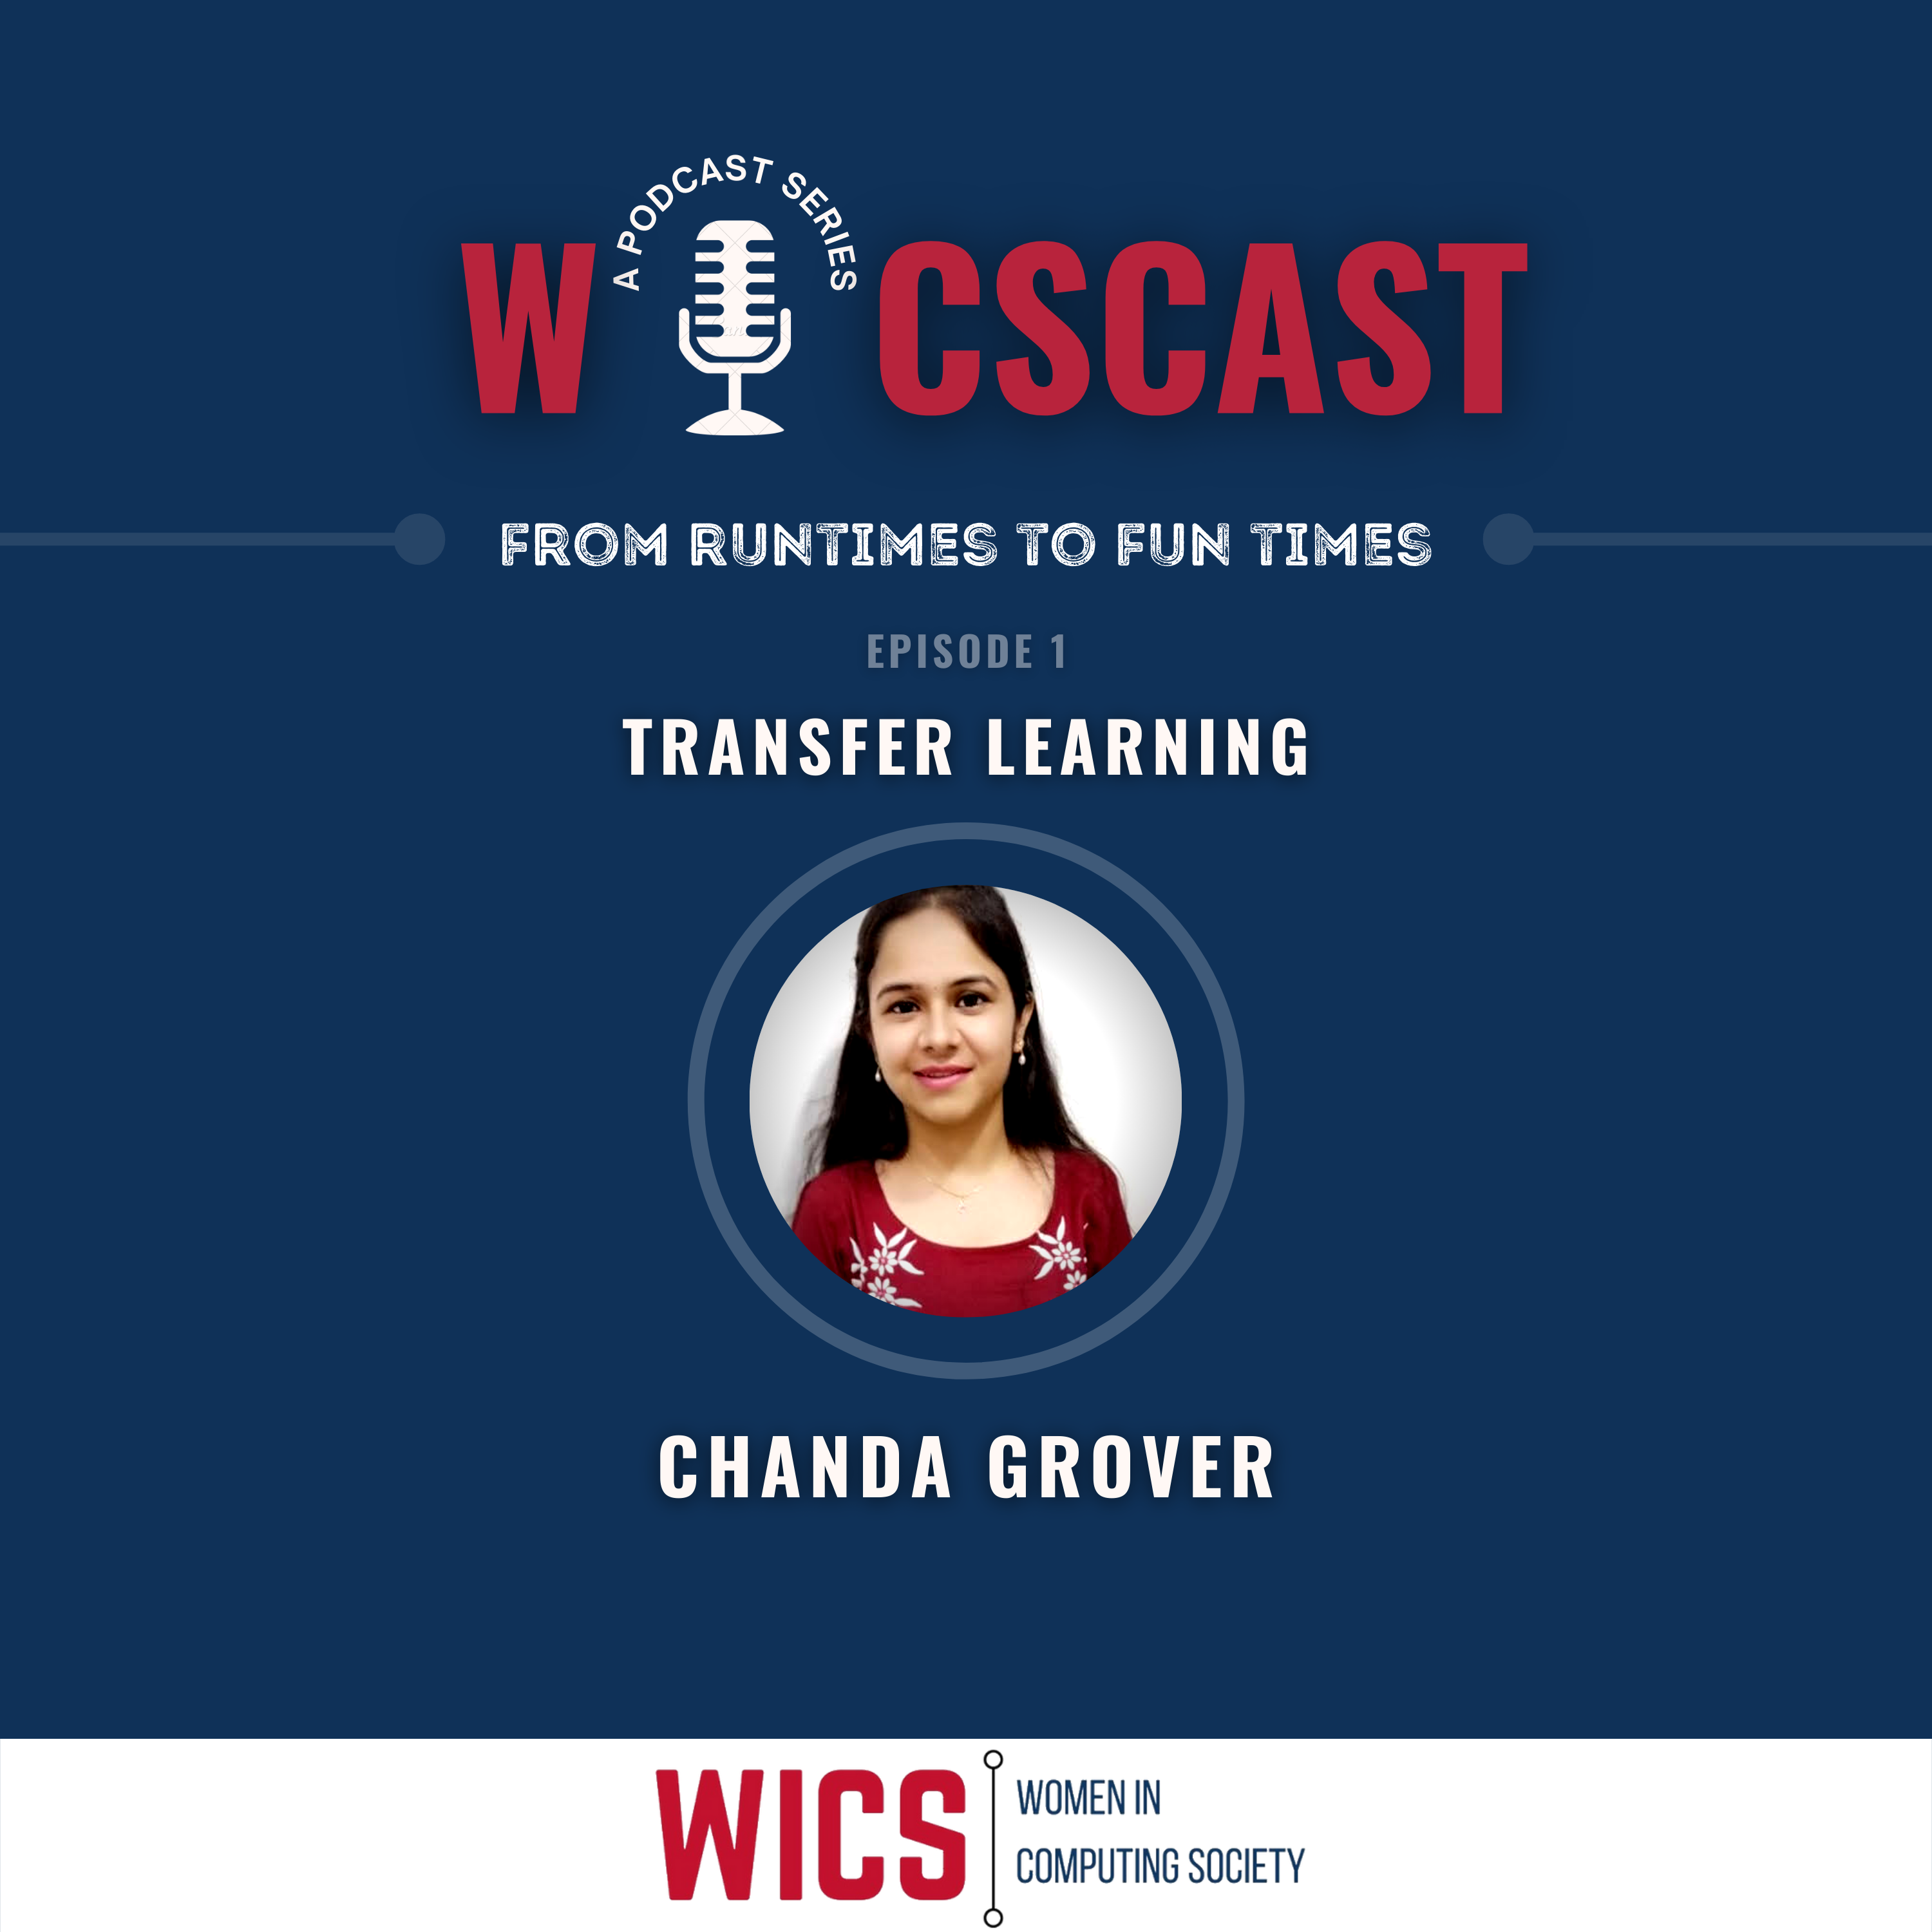 A PODCAST SERIES
W CSCAST
FROM RUNTIMES TO FUN TIMES
EPISODE 1
TRANSFER LEARNING
CHANDA GROVER
WICS
WOMEN IN
COMPUTING SOCIETY